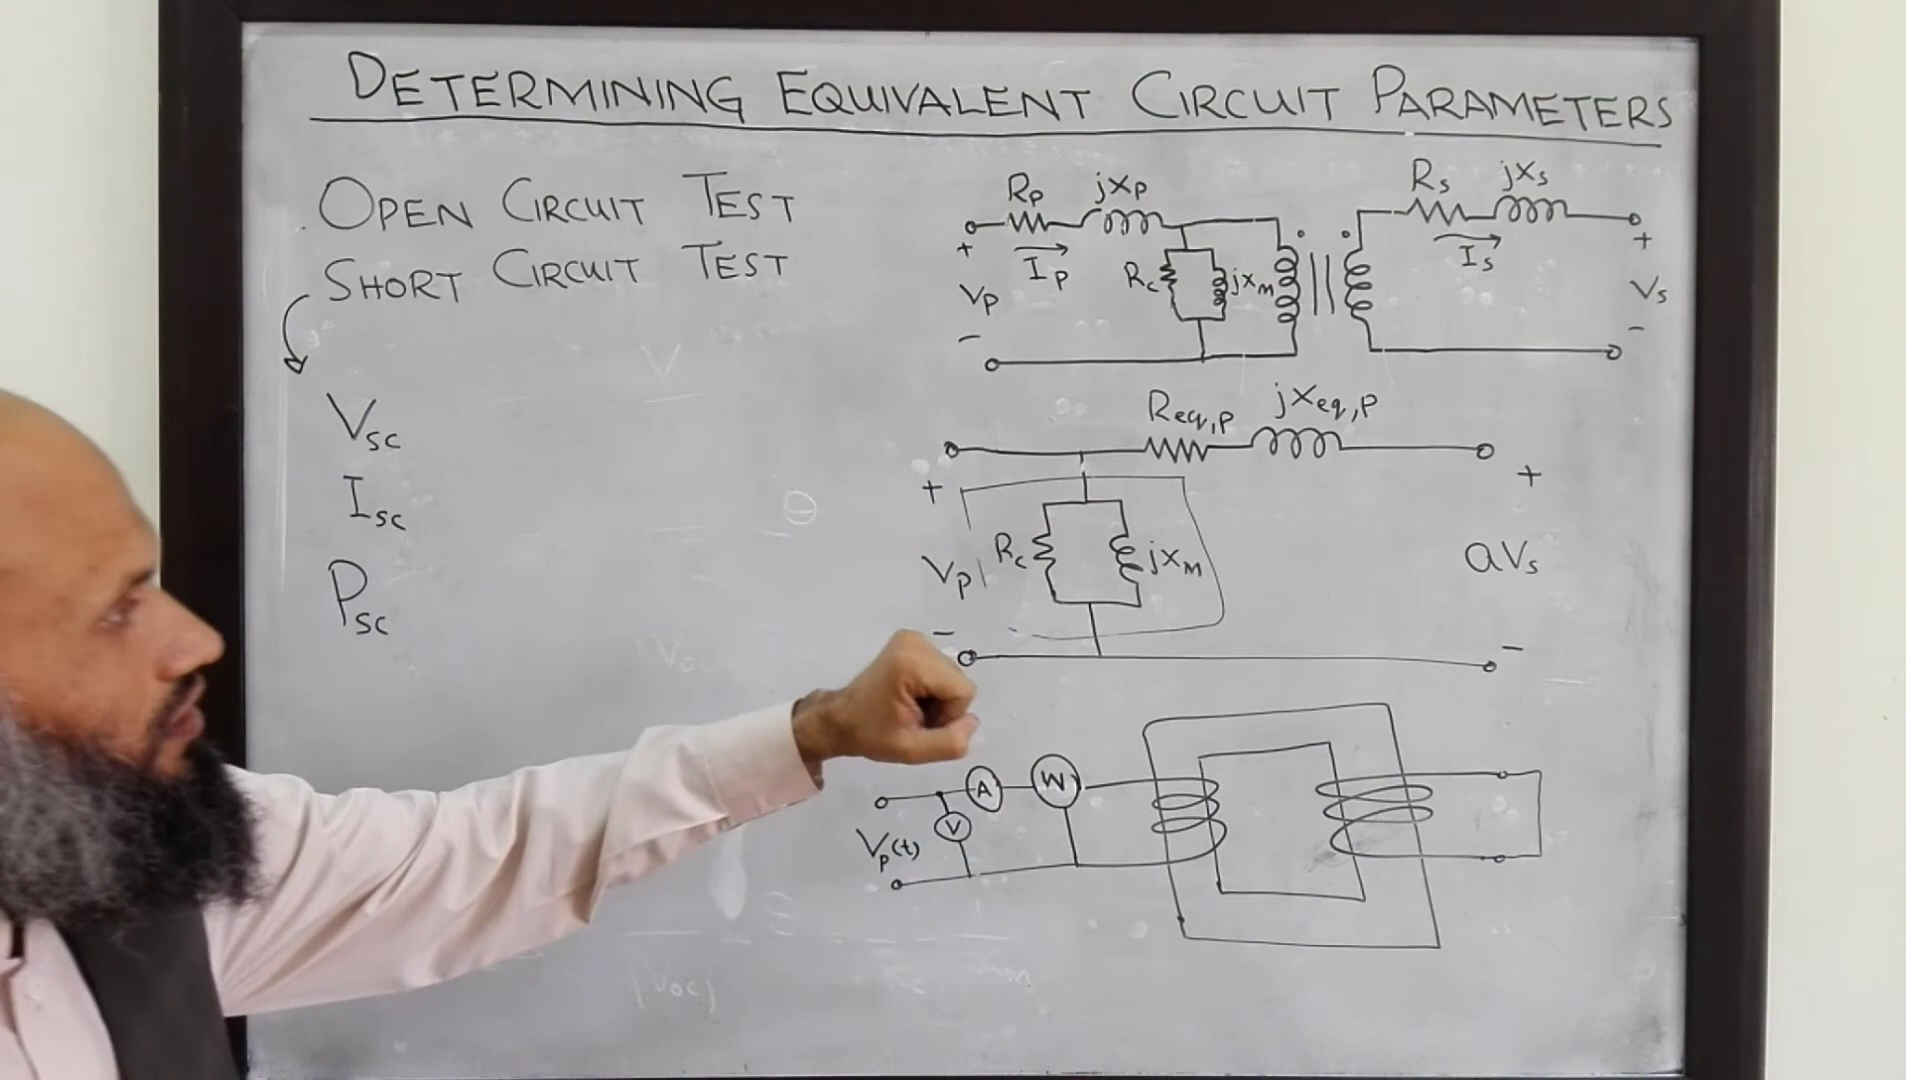 DETERMINING EQUIVALENT CIRCUIT PARAMETERS
OPEN CIRCUIT TEST
SHORT CIRCUIT TEST
Vsc
Isc
Psc
Rp jXp Rs jXs
+ Ip Rc jXm Is +
Vp Vs
- -
Req,p jXeq,p
+ +
Vp Rc jXm aVs
- -
A W
V
Vp(t)
V
θ
θ
|Voc|